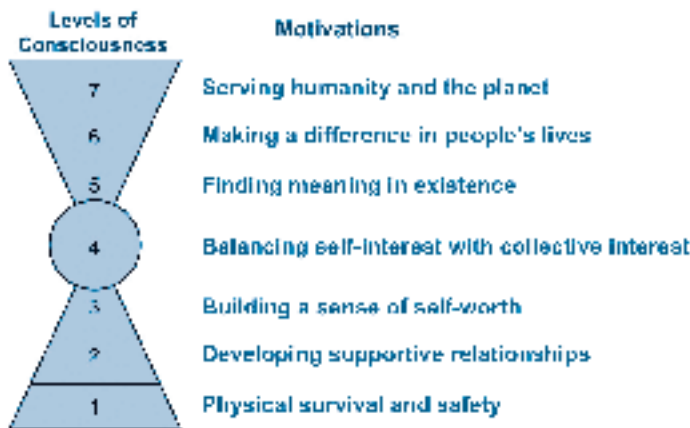 Levels of
Consciousness
Motivations
7 Serving humanity and the planet
6 Making a difference in people's lives
5 Finding meaning in existence
4 Balancing self-interest with collective interest
3 Building a sense of self-worth
2 Developing supportive relationships
1 Physical survival and safety